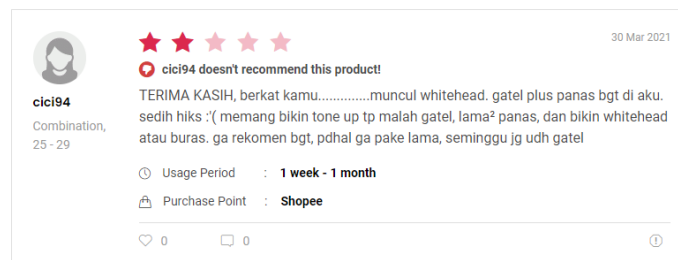 30 Mar 2021
cici94 doesn't recommend this product!
cici94
Combination,
25 - 29
TERIMA KASIH, berkat kamu..............muncul whitehead. gatel plus panas bgt di aku.
sedih hiks :'( memang bikin tone up tp malah gatel, lama² panas, dan bikin whitehead
atau buras. ga rekomen bgt, pdhal ga pake lama, seminggu jg udh gatel
Usage Period : 1 week - 1 month
Purchase Point : Shopee
0 0